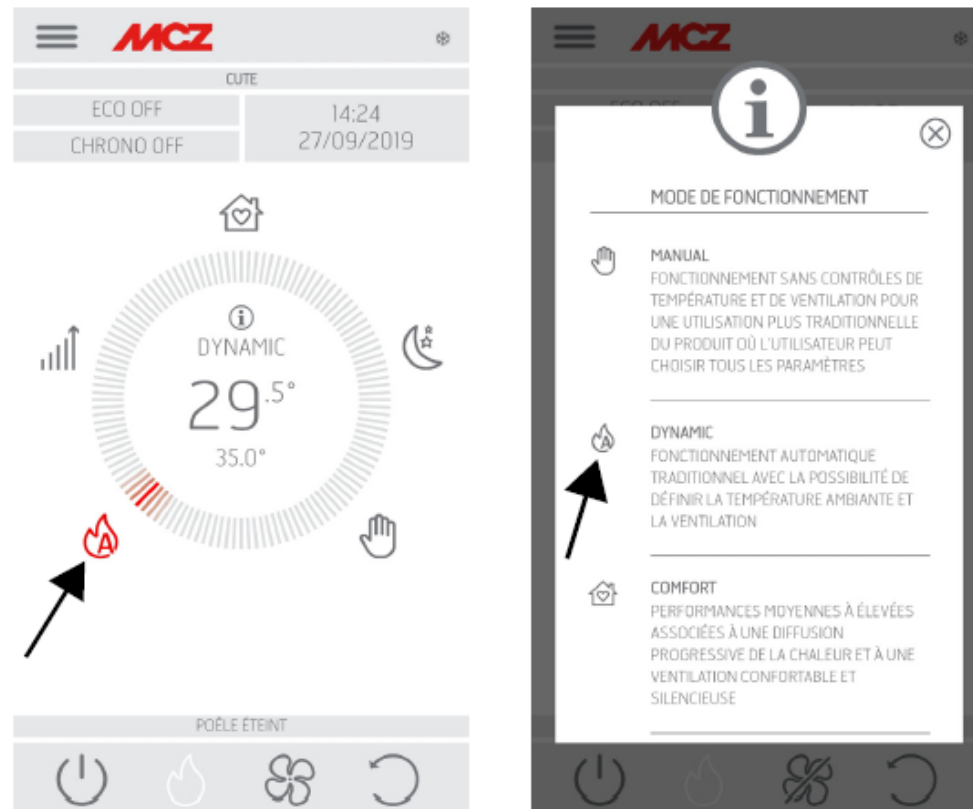 MCZ
CUTE
ECO OFF
14:24
CHRONO OFF
27/09/2019
i
DYNAMIC
29.5°
35.0°
A
POÊLE ÉTEINT
MCZ
i
MODE DE FONCTIONNEMENT
MANUAL
FONCTIONNEMENT SANS CONTRÔLES DE
TEMPÉRATURE ET DE VENTILATION POUR
UNE UTILISATION PLUS TRADITIONNELLE
DU PRODUIT OÙ L'UTILISATEUR PEUT
CHOISIR TOUS LES PARAMÈTRES
A
DYNAMIC
FONCTIONNEMENT AUTOMATIQUE
TRADITIONNEL AVEC LA POSSIBILITÉ DE
DÉFINIR LA TEMPÉRATURE AMBIANTE ET
LA VENTILATION
COMFORT
PERFORMANCES MOYENNES À ÉLEVÉES
ASSOCIÉES À UNE DIFFUSION
PROGRESSIVE DE LA CHALEUR ET À UNE
VENTILATION CONFORTABLE ET
SILENCIEUSE